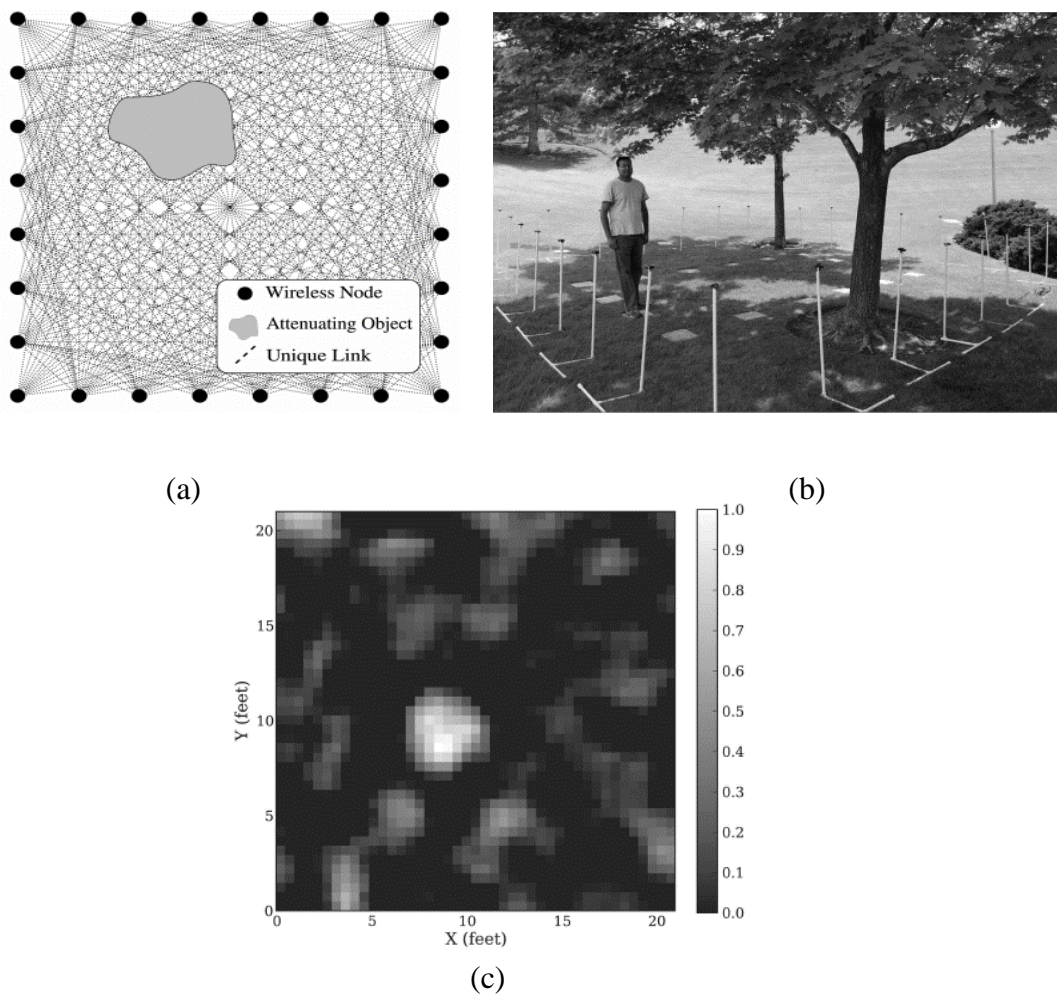 Wireless Node
Attenuating Object
Unique Link
(a)
(b)
20
15
10
5
0
Y (feet)
0
5
10
15
20
X (feet)
1.0
0.9
0.8
0.7
0.6
0.5
0.4
0.3
0.2
0.1
0.0
(c)